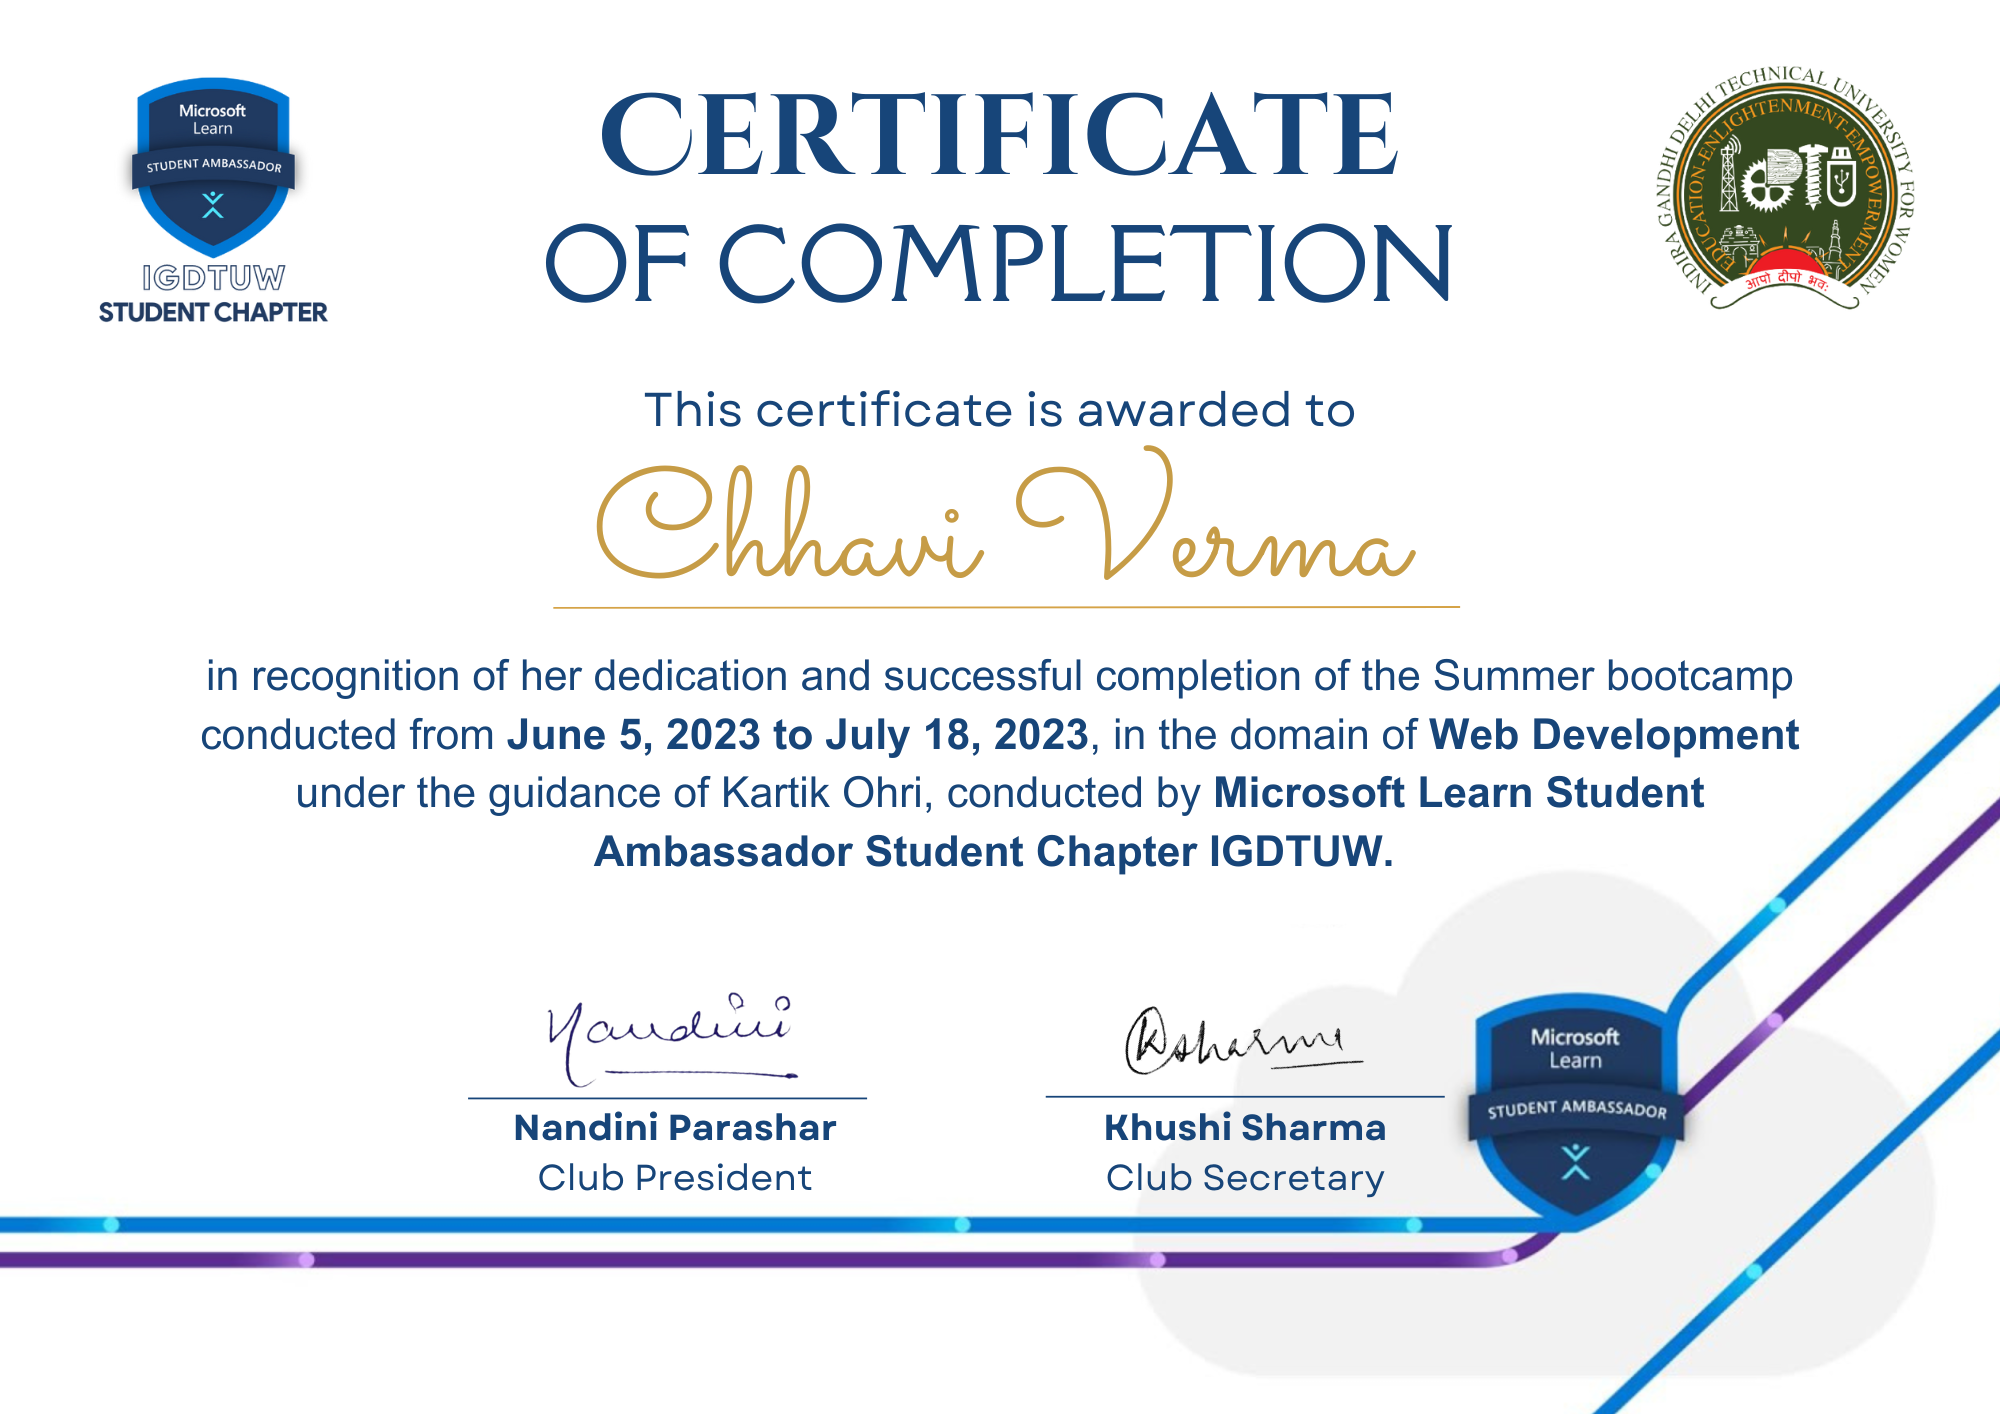 Microsoft
Learn
STUDENT AMBASSADOR
IGDTUW
STUDENT CHAPTER
CERTIFICATE
OF COMPLETION
INDIRA GANDHI DELHI TECHNICAL UNIVERSITY FOR WOMEN
EDUCATION-ENLIGHTENMENT-EMPOWERMENT
आपो दीपो भवः
This certificate is awarded to
Chhavi Verma
in recognition of her dedication and successful completion of the Summer bootcamp
conducted from June 5, 2023 to July 18, 2023, in the domain of Web Development
under the guidance of Kartik Ohri, conducted by Microsoft Learn Student
Ambassador Student Chapter IGDTUW.
Nandini
Ksharma
Nandini Parashar
Club President
Khushi Sharma
Club Secretary
Microsoft
Learn
STUDENT AMBASSADOR